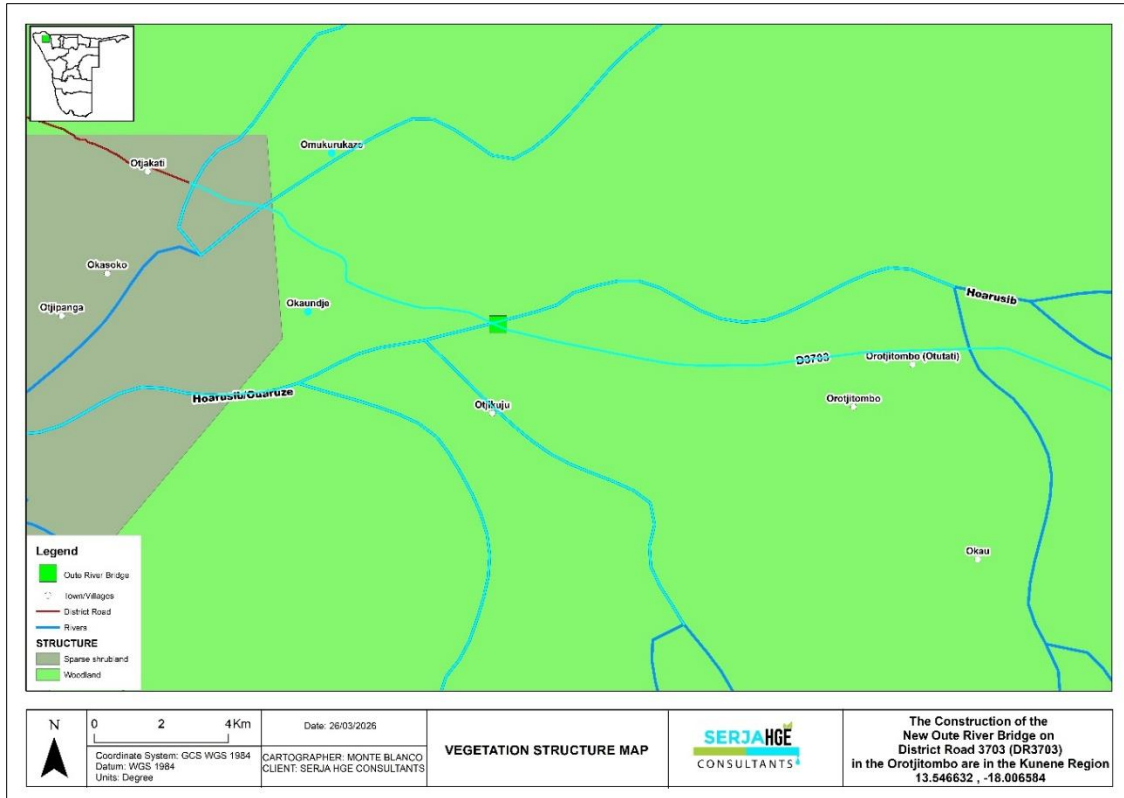 Omukurukaze
Otjakati
Okasoko
Otjipanga
Okaundjo
Hoarusib
D3703
Orotjitombo (Otutati)
Hoarusib/Ouaruze
Otjikuju
Orotjitombo
Okau
Legend
Oute River Bridge
Town/Villages
District Road
Rivers
STRUCTURE
Sparse shrubland
Woodland
N
0 2 4 Km
Coordinate System: GCS WGS 1984
Datum: WGS 1984
Units: Degree
Date: 26/03/2026
CARTOGRAPHER: MONTE BLANCO
CLIENT: SERJA HGE CONSULTANTS
VEGETATION STRUCTURE MAP
SERJAHGE
CONSULTANTS
The Construction of the
New Oute River Bridge on
District Road 3703 (DR3703)
in the Orotjitombo are in the Kunene Region
13.546632 , -18.006584